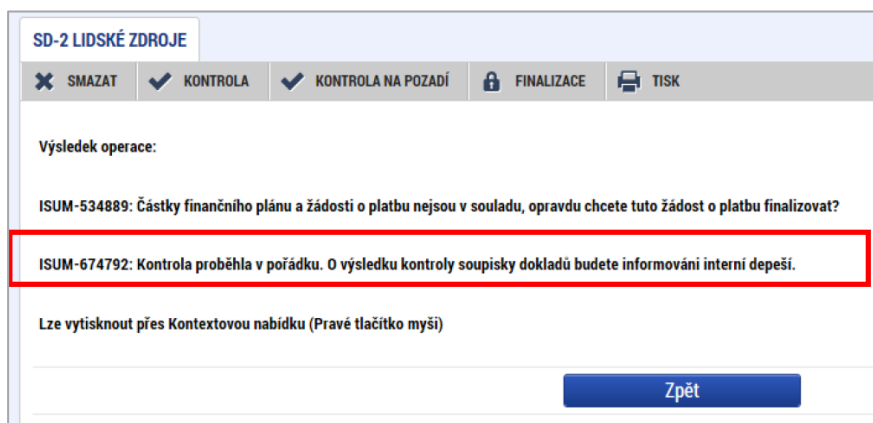 SD-2 LIDSKÉ ZDROJE
SMAZAT KONTROLA KONTROLA NA POZADÍ FINALIZACE TISK
Výsledek operace:
ISUM-534889: Částky finančního plánu a žádosti o platbu nejsou v souladu, opravdu chcete tuto žádost o platbu finalizovat?
ISUM-674792: Kontrola proběhla v pořádku. O výsledku kontroly soupisky dokladů budete informováni interní depeší.
Lze vytisknout přes Kontextovou nabídku (Pravé tlačítko myši)
Zpět